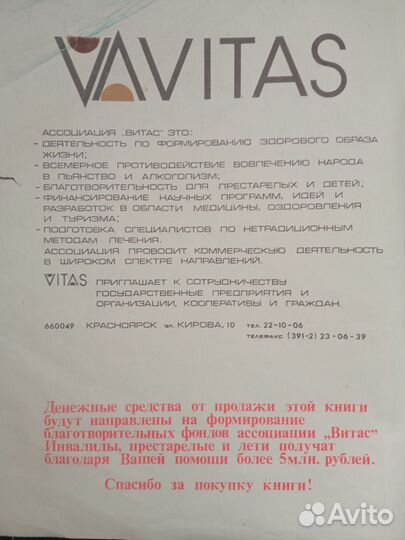 VAVITAS
АССОЦИАЦИЯ „ВИТАС" ЭТО:
- ДЕЯТЕЛЬНОСТЬ ПО ФОРМИРОВАНИЮ ЗДОРОВОГО ОБРАЗА
ЖИЗНИ;
- ВСЕМЕРНОЕ ПРОТИВОДЕЙСТВИЕ ВОВЛЕЧЕНИЮ НАРОДА
В ПЬЯНСТВО И АЛКОГОЛИЗМ;
- БЛАГОТВОРИТЕЛЬНОСТЬ ДЛЯ ПРЕСТАРЕЛЫХ И ДЕТЕЙ;
- ФИНАНСИРОВАНИЕ НАУЧНЫХ ПРОГРАММ, ИДЕЙ И
РАЗРАБОТОК В ОБЛАСТИ МЕДИЦИНЫ, ОЗДОРОВЛЕНИЯ
И ТУРИЗМА;
- ПОДГОТОВКА СПЕЦИАЛИСТОВ ПО НЕТРАДИЦИОННЫМ
МЕТОДАМ ЛЕЧЕНИЯ.
АССОЦИАЦИЯ ПРОВОДИТ КОММЕРЧЕСКУЮ ДЕЯТЕЛЬНОСТЬ
В ШИРОКОМ СПЕКТРЕ НАПРАВЛЕНИЙ.
VITAS ПРИГЛАШАЕТ К СОТРУДНИЧЕСТВУ
ГОСУДАРСТВЕННЫЕ ПРЕДПРИЯТИЯ И
ОРГАНИЗАЦИИ, КООПЕРАТИВЫ И ГРАЖДАН.
660049 КРАСНОЯРСК УЛ. КИРОВА, 10 ТЕЛ. 22-10-06
ТЕЛЕФАКС (391-2) 23-06-39
Денежные средства от продажи этой книги
будут направлены на формирование
благотворительных фондов ассоциации „Витас"
Инвалиды, престарелые и дети получат
благодаря Вашей помощи более 5млн. рублей.
Спасибо за покупку книги!
Avito